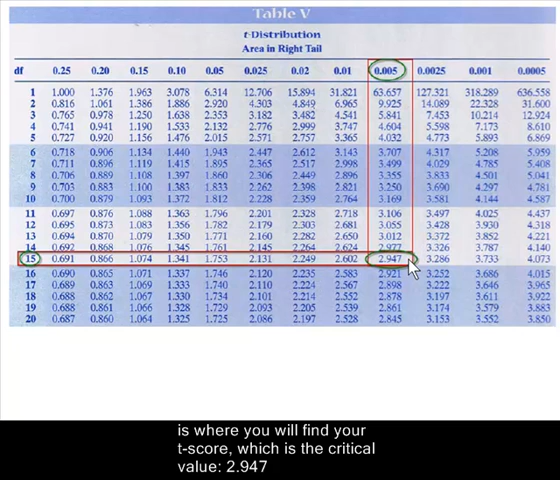 Table V
t-Distribution
Area in Right Tail
df 0.25 0.20 0.15 0.10 0.05 0.025 0.02 0.01 0.005 0.0025 0.001 0.0005
1 1.000 1.376 1.963 3.078 6.314 12.706 15.894 31.821 63.657 127.321 318.289 636.558
2 0.816 1.061 1.386 1.886 2.920 4.303 4.849 6.965 9.925 14.089 22.328 31.600
3 0.765 0.978 1.250 1.638 2.353 3.182 3.482 4.541 5.841 7.453 10.214 12.924
4 0.741 0.941 1.190 1.533 2.132 2.776 2.999 3.747 4.604 5.598 7.173 8.610
5 0.727 0.920 1.156 1.476 2.015 2.571 2.757 3.365 4.032 4.773 5.893 6.869
6 0.718 0.906 1.134 1.440 1.943 2.447 2.612 3.143 3.707 4.317 5.208 5.959
7 0.711 0.896 1.119 1.415 1.895 2.365 2.517 2.998 3.499 4.029 4.785 5.408
8 0.706 0.889 1.108 1.397 1.860 2.306 2.449 2.896 3.355 3.833 4.501 5.041
9 0.703 0.883 1.100 1.383 1.833 2.262 2.398 2.821 3.250 3.690 4.297 4.781
10 0.700 0.879 1.093 1.372 1.812 2.228 2.359 2.764 3.169 3.581 4.144 4.587
11 0.697 0.876 1.088 1.363 1.796 2.201 2.328 2.718 3.106 3.497 4.025 4.437
12 0.695 0.873 1.083 1.356 1.782 2.179 2.303 2.681 3.055 3.428 3.930 4.318
13 0.694 0.870 1.079 1.350 1.771 2.160 2.282 2.650 3.012 3.372 3.852 4.221
14 0.692 0.868 1.076 1.345 1.761 2.145 2.264 2.624 2.977 3.326 3.787 4.140
15 0.691 0.866 1.074 1.341 1.753 2.131 2.249 2.602 2.947 3.286 3.733 4.073
16 0.690 0.865 1.071 1.337 1.746 2.120 2.235 2.583 2.921 3.252 3.686 4.015
17 0.689 0.863 1.069 1.333 1.740 2.110 2.224 2.567 2.898 3.222 3.646 3.965
18 0.688 0.862 1.067 1.330 1.734 2.101 2.214 2.552 2.878 3.197 3.611 3.922
19 0.688 0.861 1.066 1.328 1.729 2.093 2.205 2.539 2.861 3.174 3.579 3.883
20 0.687 0.860 1.064 1.325 1.725 2.086 2.197 2.528 2.845 3.153 3.552 3.850
is where you will find your
t-score, which is the critical
value: 2.947